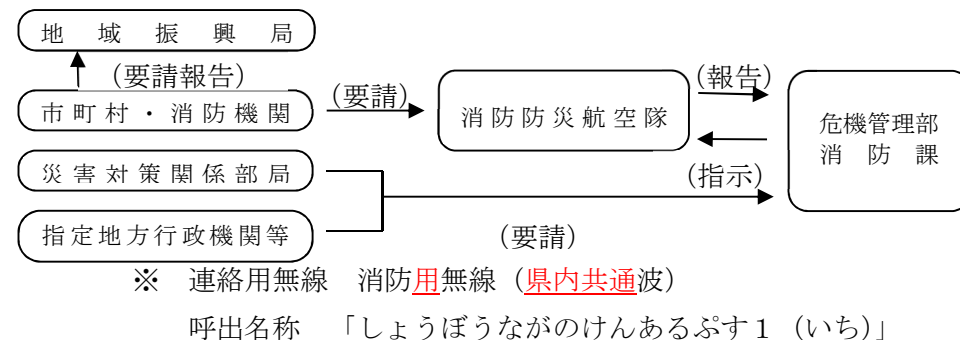 地域振興局
（要請報告）
市町村・消防機関
（要請）
消防防災航空隊
（報告）
危機管理部
消防課
災害対策関係部局
（指示）
指定地方行政機関等
（要請）
※　連絡用無線　消防用無線（県内共通波）
呼出名称　「しょうぼうながのけんあるぷす１（いち）」